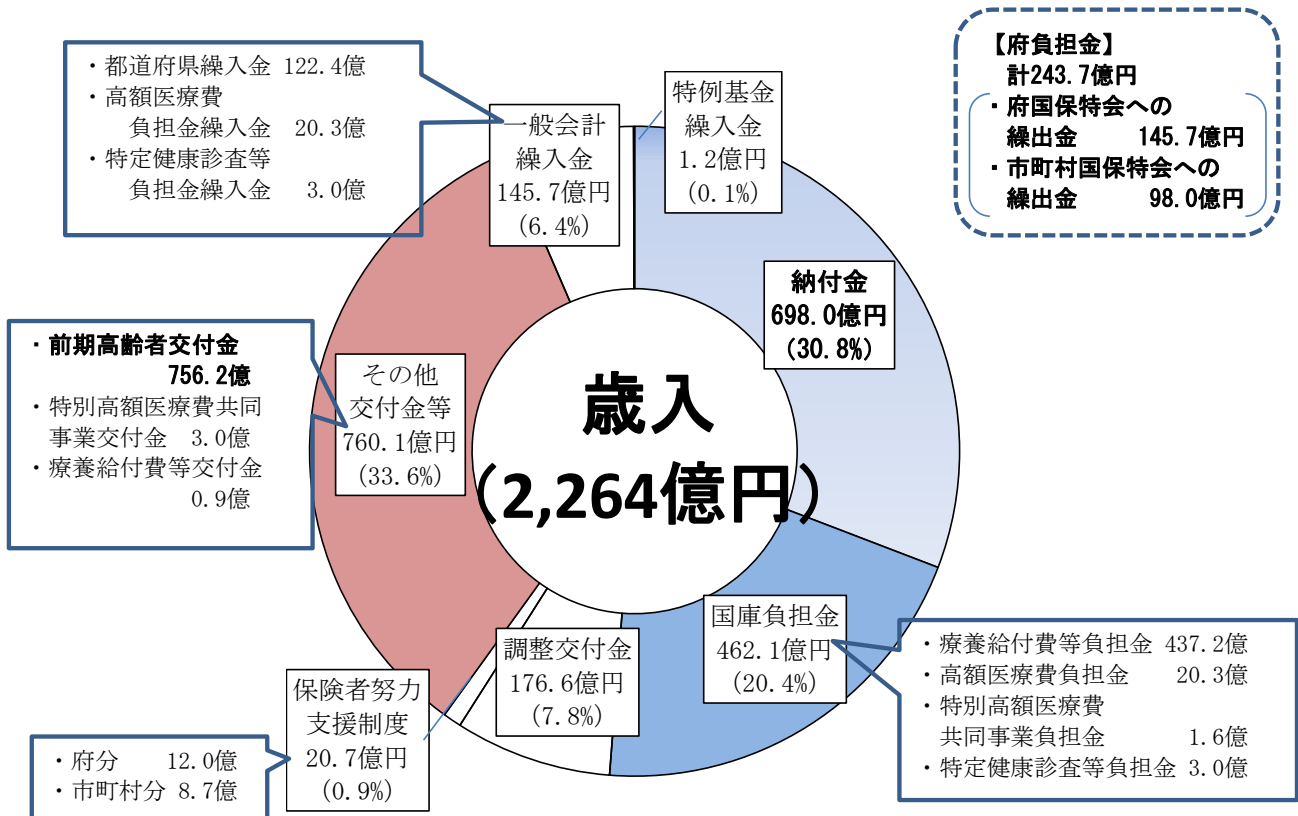 ・都道府県繰入金 122.4億
・高額医療費
負担金繰入金 20.3億
・特定健康診査等
負担金繰入金 3.0億
一般会計
繰入金
145.7億円
(6.4%)
特例基金
繰入金
1.2億円
(0.1%)
【府負担金】
計243.7億円
・府国保特会への
繰出金 145.7億円
・市町村国保特会への
繰出金 98.0億円
納付金
698.0億円
(30.8%)
・前期高齢者交付金
756.2億
・特別高額医療費共同
事業交付金 3.0億
・療養給付費等交付金
0.9億
その他
交付金等
760.1億円
(33.6%)
歳入
(2,264億円)
国庫負担金
462.1億円
(20.4%)
・療養給付費等負担金 437.2億
・高額医療費負担金 20.3億
・特別高額医療費
共同事業負担金 1.6億
・特定健康診査等負担金 3.0億
調整交付金
176.6億円
(7.8%)
保険者努力
支援制度
20.7億円
(0.9%)
・府分 12.0億
・市町村分 8.7億